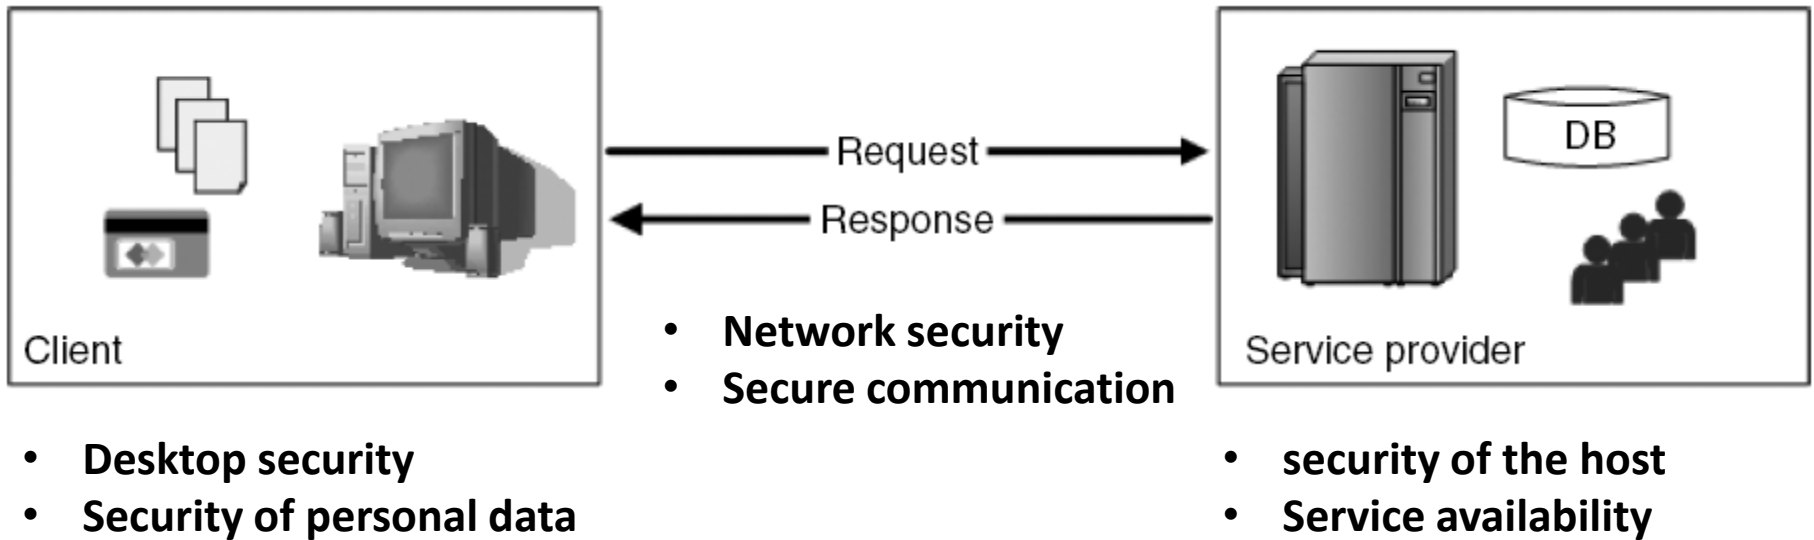 Request
Response
DB
Client
Service provider
• Network security
• Secure communication
• Desktop security
• Security of personal data
• security of the host
• Service availability